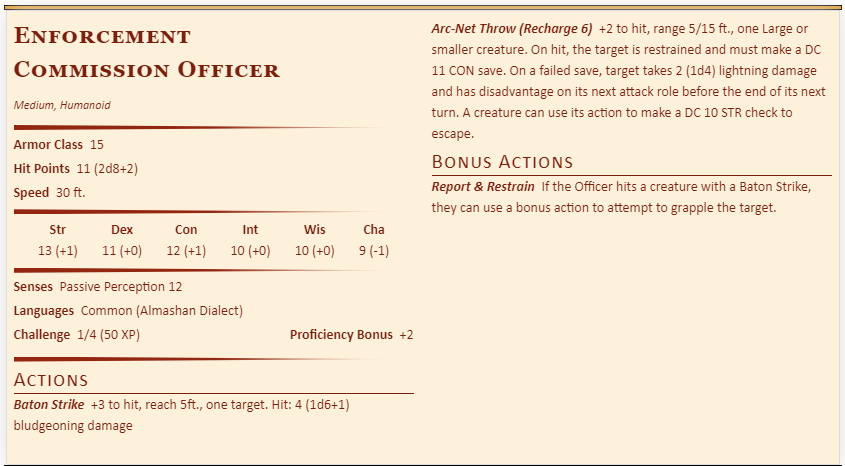 Enforcement
Commission Officer
Medium, Humanoid
Armor Class 15
Hit Points 11 (2d8+2)
Speed 30 ft.
Str Dex Con Int Wis Cha
13 (+1) 11 (+0) 12 (+1) 10 (+0) 10 (+0) 9 (-1)
Senses Passive Perception 12
Languages Common (Almashan Dialect)
Challenge 1/4 (50 XP) Proficiency Bonus +2
Actions
Baton Strike +3 to hit, reach 5ft., one target. Hit: 4 (1d6+1)
bludgeoning damage
Arc-Net Throw (Recharge 6) +2 to hit, range 5/15 ft., one Large or
smaller creature. On hit, the target is restrained and must make a DC
11 CON save. On a failed save, target takes 2 (1d4) lightning damage
and has disadvantage on its next attack role before the end of its next
turn. A creature can use its action to make a DC 10 STR check to
escape.
Bonus Actions
Report & Restrain If the Officer hits a creature with a Baton Strike,
they can use a bonus action to attempt to grapple the target.